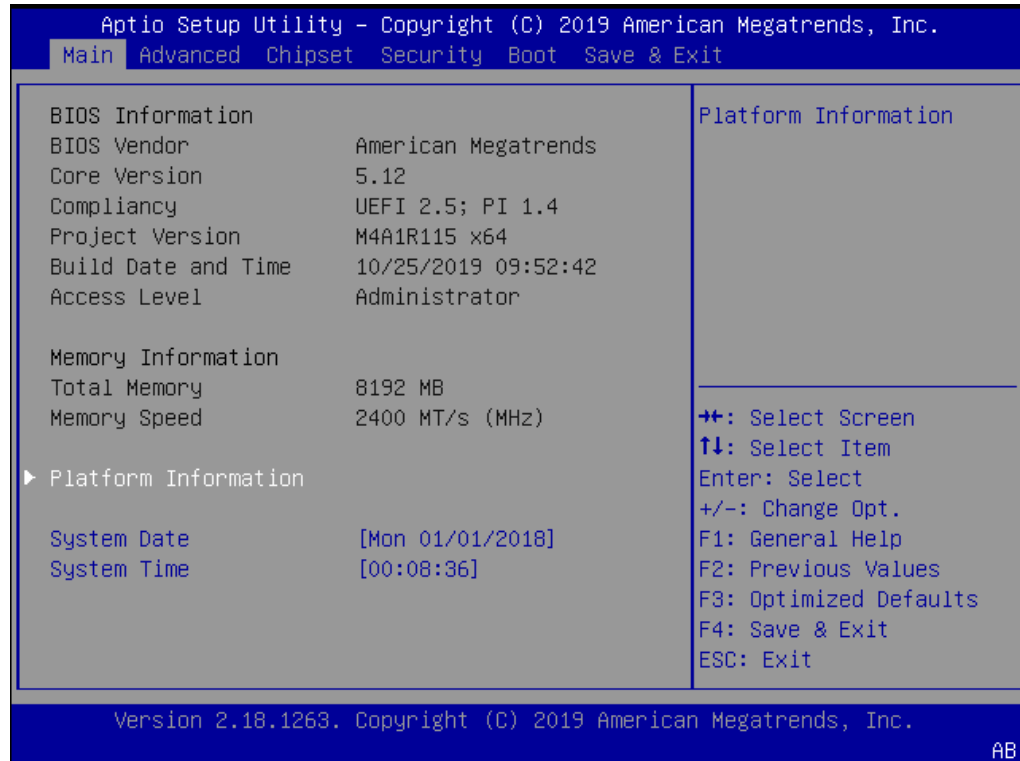 Aptio Setup Utility – Copyright (C) 2019 American Megatrends, Inc.
Main Advanced Chipset Security Boot Save & Exit
BIOS Information
BIOS Vendor American Megatrends
Core Version 5.12
Compliancy UEFI 2.5; PI 1.4
Project Version M4A1R115 x64
Build Date and Time 10/25/2019 09:52:42
Access Level Administrator
Memory Information
Total Memory 8192 MB
Memory Speed 2400 MT/s (MHz)
▶ Platform Information
System Date [Mon 01/01/2018]
System Time [00:08:36]
Platform Information
→←: Select Screen
↑↓: Select Item
Enter: Select
+/–: Change Opt.
F1: General Help
F2: Previous Values
F3: Optimized Defaults
F4: Save & Exit
ESC: Exit
Version 2.18.1263. Copyright (C) 2019 American Megatrends, Inc.
AB